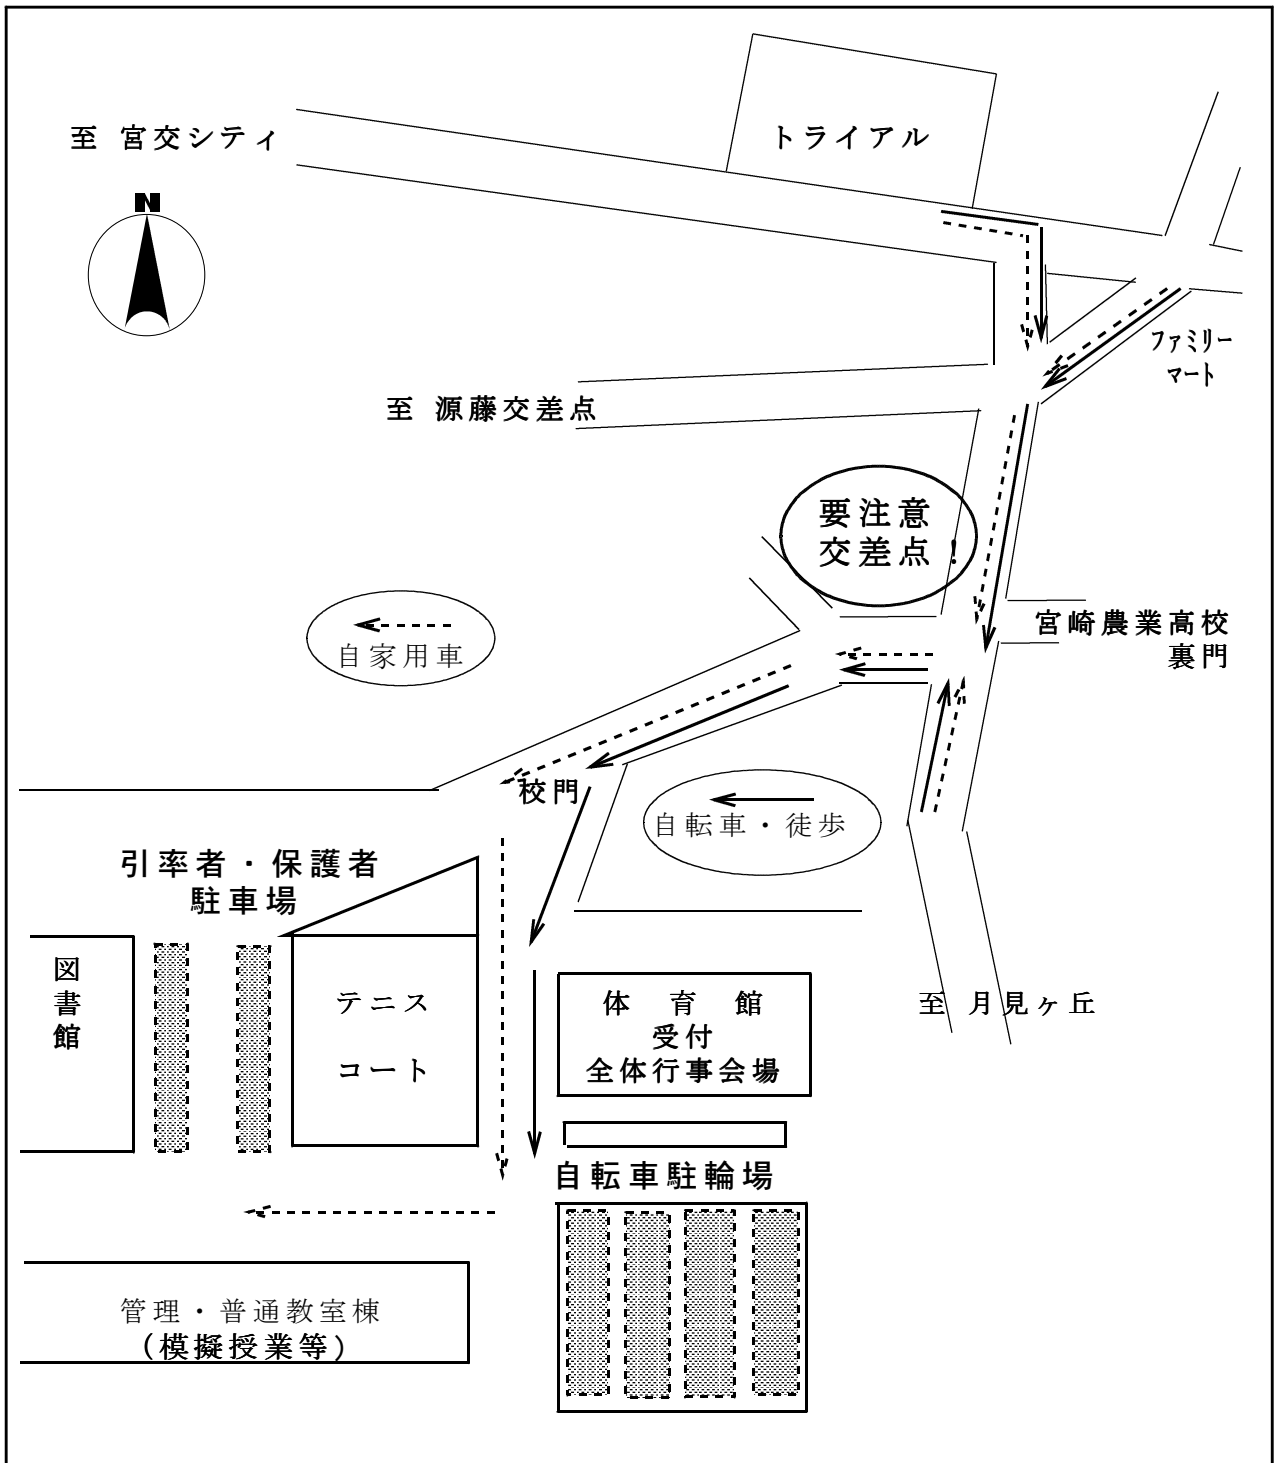 至 宮交シティ
トライアル
N
ファミリー
マート
至 源藤交差点
要注意
交差点！
宮崎農業高校
裏門
自家用車
校門
自転車・徒歩
引率者・保護者
駐車場
図書館
テニス
コート
体 育 館
受付
全体行事会場
至 月見ヶ丘
自転車駐輪場
管理・普通教室棟
（模擬授業等）